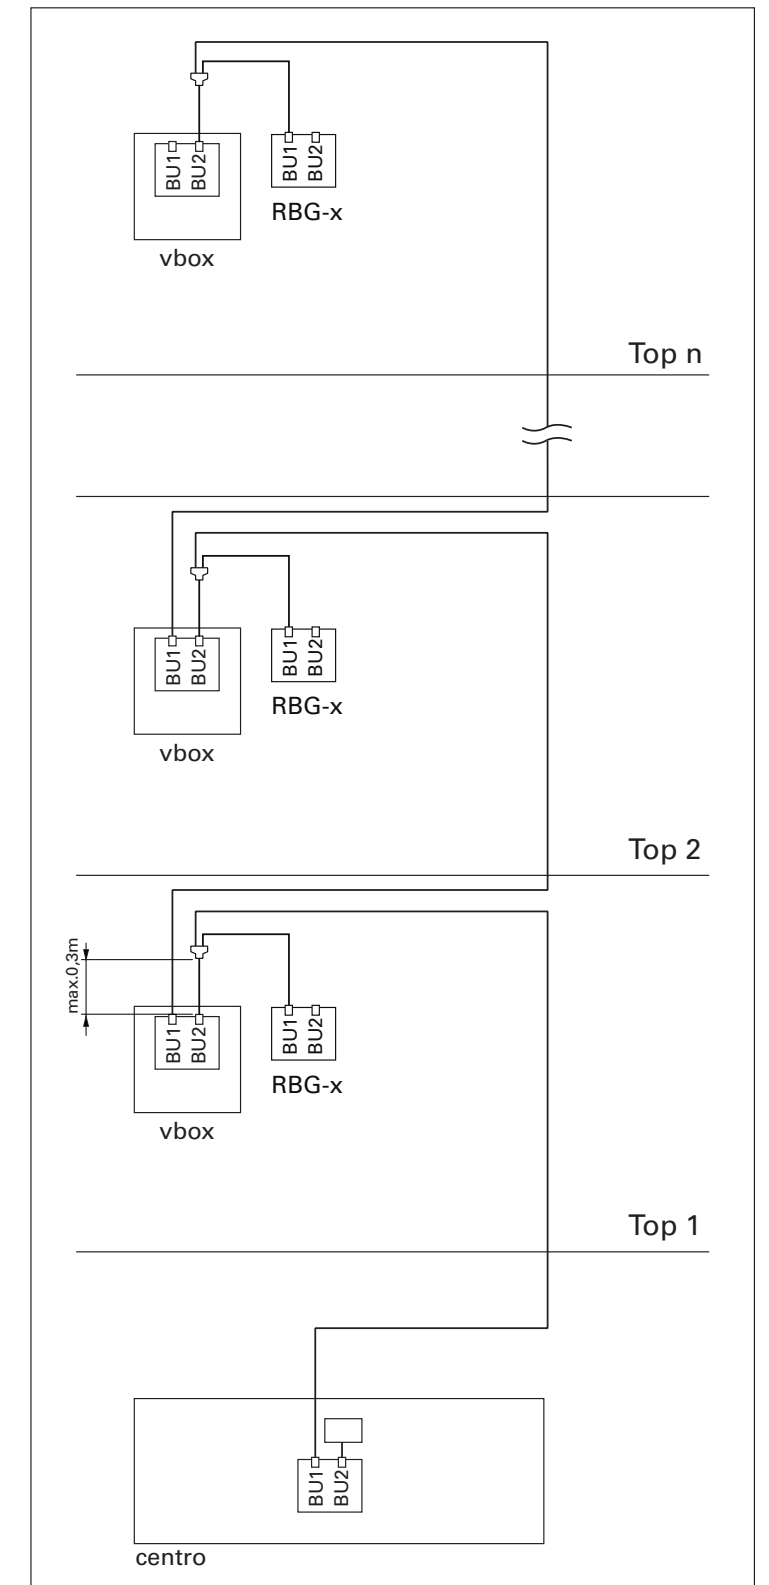 BU1
BU2
BU1
BU2
RBG-x
vbox
Top n
BU1
BU2
BU1
BU2
RBG-x
vbox
Top 2
max.0,3m
BU1
BU2
BU1
BU2
RBG-x
vbox
Top 1
BU1
BU2
centro